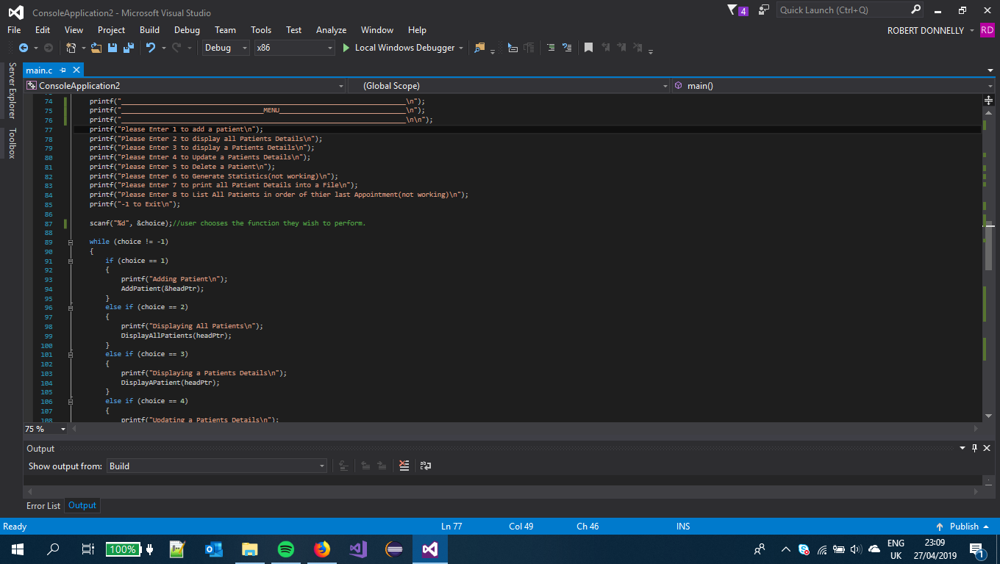 ConsoleApplication2 - Microsoft Visual Studio
4
Quick Launch (Ctrl+Q)
File Edit View Project Build Debug Team Tools Test Analyze Window Help
ROBERT DONNELLY RD
Debug x86 Local Windows Debugger
Server Explorer
Toolbox
main.c
ConsoleApplication2 (Global Scope) main()
74 printf("________________________________________________________________________\n");
75 printf("____________________________________MENU________________________________\n");
76 printf("________________________________________________________________________\n\n");
77 printf("Please Enter 1 to add a patient\n");
78 printf("Please Enter 2 to display all Patients Details\n");
79 printf("Please Enter 3 to display a Patients Details\n");
80 printf("Please Enter 4 to Update a Patients Details\n");
81 printf("Please Enter 5 to Delete a Patient\n");
82 printf("Please Enter 6 to Generate Statistics(not working)\n");
83 printf("Please Enter 7 to print all Patient Details into a File\n");
84 printf("Please Enter 8 to List All Patients in order of thier last Appointment(not working)\n");
85 printf("-1 to Exit\n");
86
87 scanf("%d", &choice);//user chooses the function they wish to perform.
88
89 while (choice != -1)
90 {
91 if (choice == 1)
92 {
93 printf("Adding Patient\n");
94 AddPatient(&headPtr);
95 }
96 else if (choice == 2)
97 {
98 printf("Displaying All Patients\n");
99 DisplayAllPatients(headPtr);
100 }
101 else if (choice == 3)
102 {
103 printf("Displaying a Patients Details\n");
104 DisplayAPatient(headPtr);
105 }
106 else if (choice == 4)
107 {
108 printf("Updating a Patients Details\n");
75 %
Output
Show output from: Build
Error List Output
Ready Ln 77 Col 49 Ch 46 INS Publish
100%
ENG
UK
23:09
27/04/2019
1